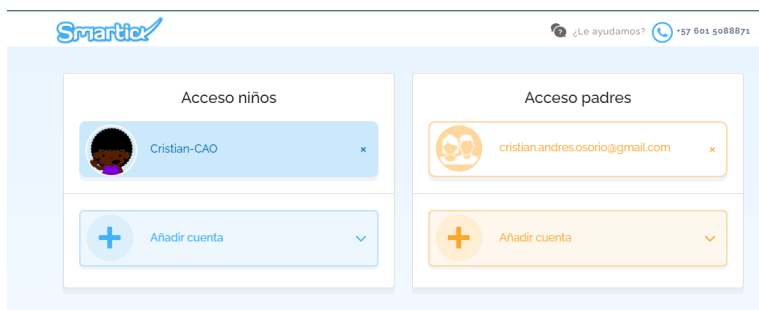 Smartick
¿Le ayudamos? +57 601 5088871
Acceso niños
Cristian-CAO ×
Añadir cuenta
Acceso padres
cristian.andres.osorio@gmail.com ×
Añadir cuenta